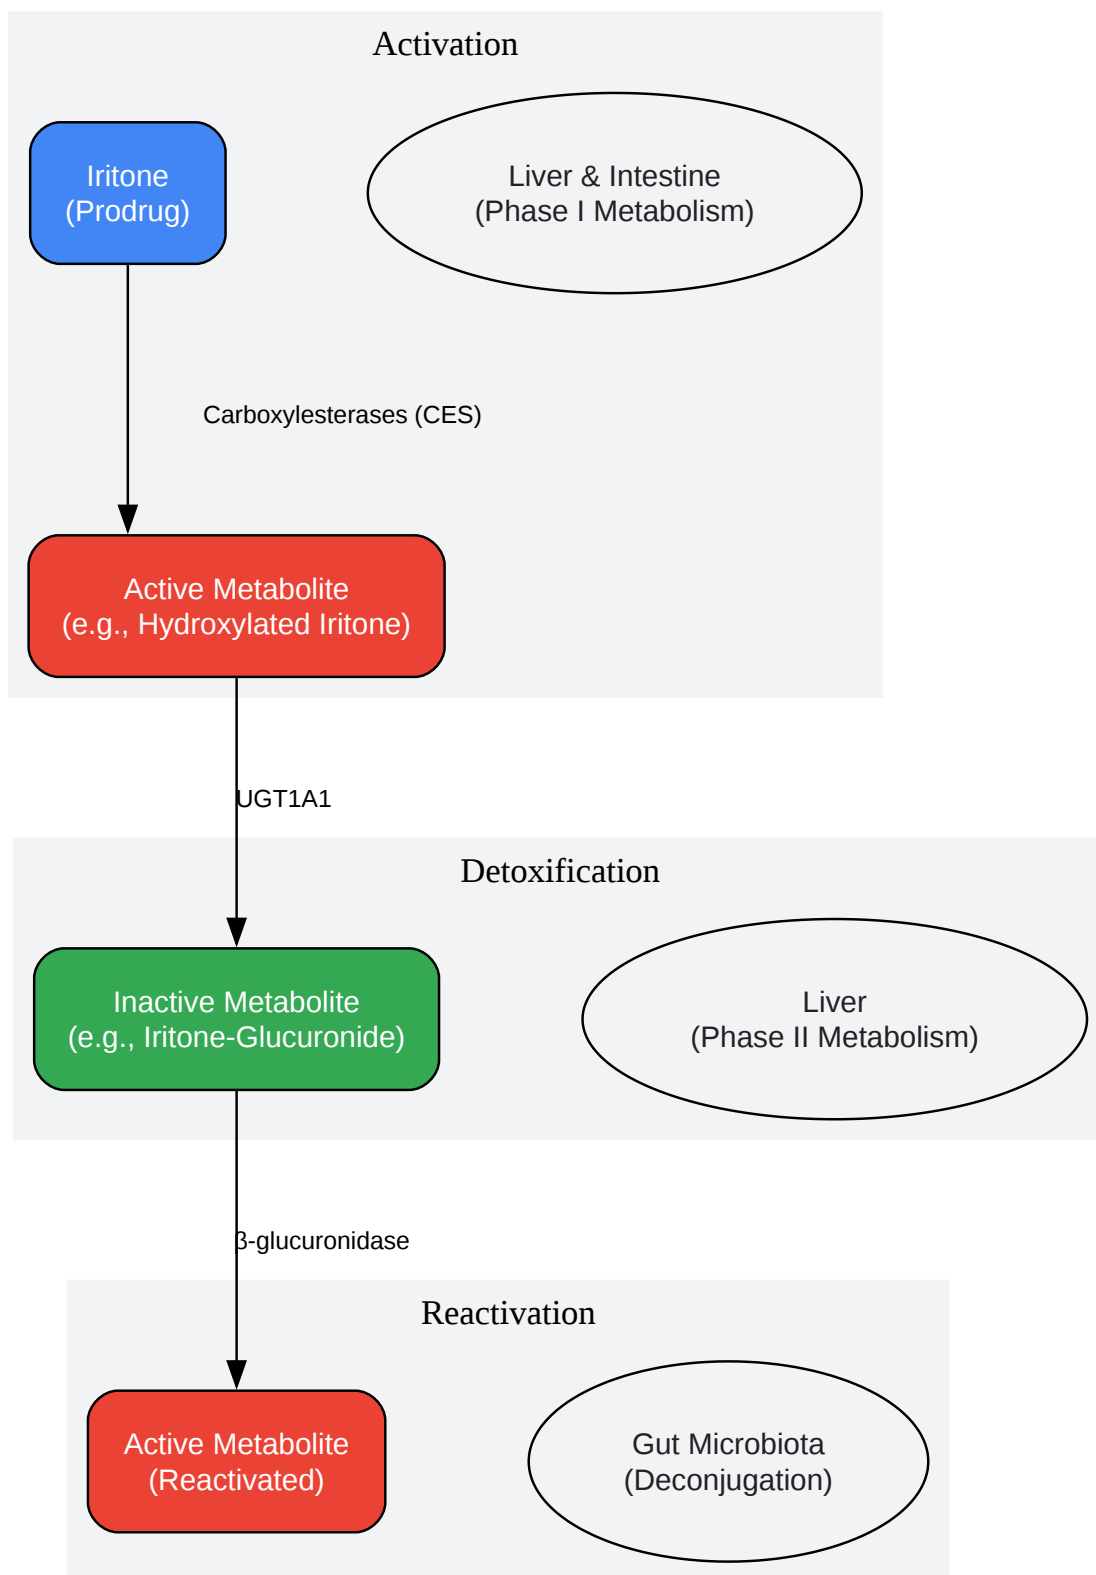 Activation
Iritone
(Prodrug)
Liver & Intestine
(Phase I Metabolism)
Carboxylesterases (CES)
Active Metabolite
(e.g., Hydroxylated Iritone)
UGT1A1
Detoxification
Inactive Metabolite
(e.g., Iritone-Glucuronide)
Liver
(Phase II Metabolism)
β-glucuronidase
Reactivation
Active Metabolite
(Reactivated)
Gut Microbiota
(Deconjugation)